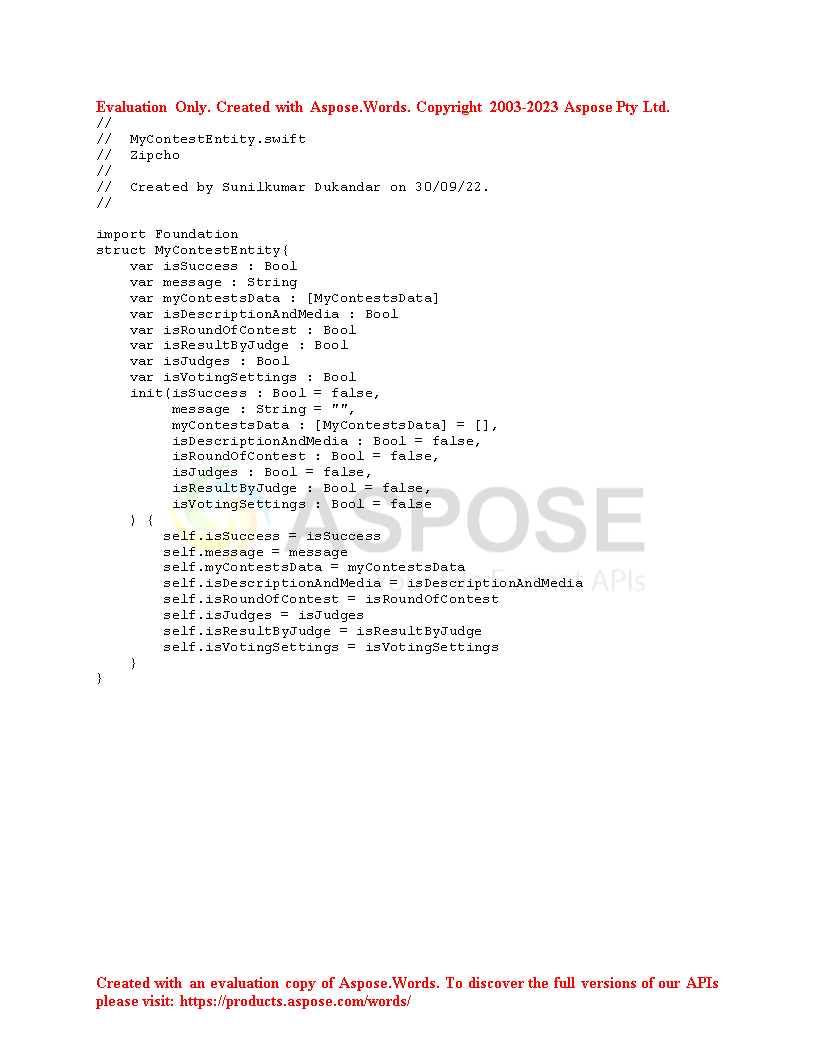 Evaluation Only. Created with Aspose.Words. Copyright 2003-2023 Aspose Pty Ltd.
//
//  MyContestEntity.swift
//  Zipcho
//
//  Created by Sunilkumar Dukandar on 30/09/22.
//
import Foundation
struct MyContestEntity{
    var isSuccess : Bool
    var message : String
    var myContestsData : [MyContestsData]
    var isDescriptionAndMedia : Bool
    var isRoundOfContest : Bool
    var isResultByJudge : Bool
    var isJudges : Bool
    var isVotingSettings : Bool
    init(isSuccess : Bool = false,
         message : String = "",
         myContestsData : [MyContestsData] = [],
         isDescriptionAndMedia : Bool = false,
         isRoundOfContest : Bool = false,
         isJudges : Bool = false,
         isResultByJudge : Bool = false,
         isVotingSettings : Bool = false
    ) {
        self.isSuccess = isSuccess
        self.message = message
        self.myContestsData = myContestsData
        self.isDescriptionAndMedia = isDescriptionAndMedia
        self.isRoundOfContest = isRoundOfContest
        self.isJudges = isJudges
        self.isResultByJudge = isResultByJudge
        self.isVotingSettings = isVotingSettings
    }
}
ASPOSE
APIs
Created with an evaluation copy of Aspose.Words. To discover the full versions of our APIs
please visit: https://products.aspose.com/words/